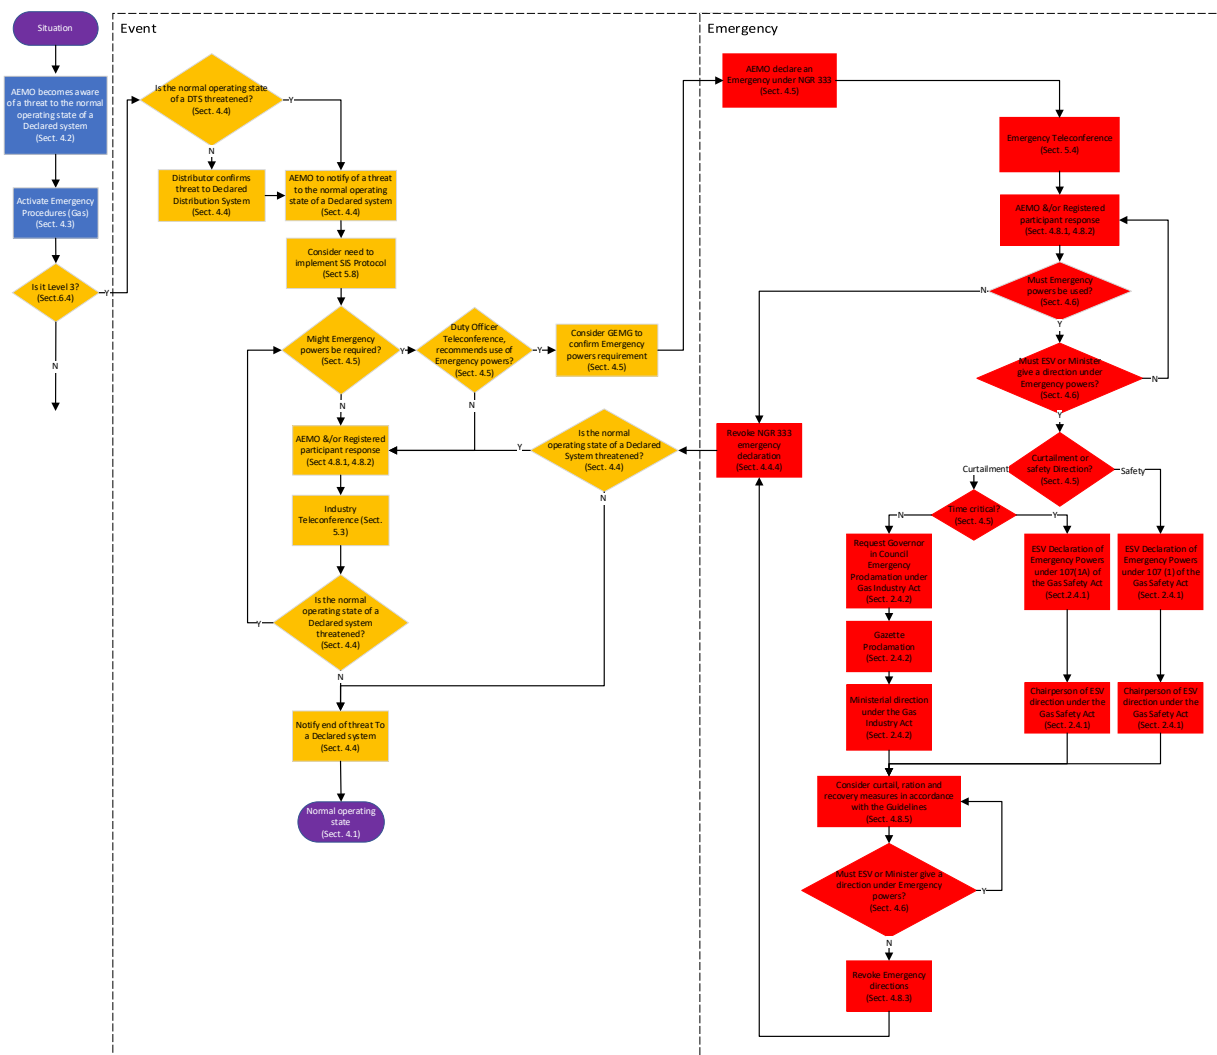 Situation
AEMO becomes aware
of a threat to the normal
operating state of a
Declared system
(Sect. 4.2)
Activate Emergency
Procedures (Gas)
(Sect. 4.3)
Is it Level 3?
(Sect.6.4)
Y
N
Event
Is the normal operating state
of a DTS threatened?
(Sect. 4.4)
Y
N
Distributor confirms
threat to Declared
Distribution System
(Sect. 4.4)
AEMO to notify of a threat
to the normal operating
state of a Declared system
(Sect. 4.4)
Consider need to
implement SIS Protocol
(Sect 5.8)
Might Emergency
powers be required?
(Sect. 4.5)
Y
N
Duty Officer
Teleconference,
recommends use of
Emergency powers?
(Sect. 4.5)
Y
N
Consider GEMG to
confirm Emergency
powers requirement
(Sect. 4.5)
AEMO &/or Registered
participant response
(Sect 4.8.1, 4.8.2)
Is the normal
operating state of a Declared
System threatened?
(Sect. 4.4)
Y
N
Industry
Teleconference (Sect.
5.3)
Is the normal
operating state of a
Declared system
threatened?
(Sect. 4.4)
Y
N
Notify end of threat To
a Declared system
(Sect. 4.4)
Normal operating
state
(Sect. 4.1)
Emergency
AEMO declare an
Emergency under NGR 333
(Sect. 4.5)
Emergency Teleconference
(Sect. 5.4)
AEMO &/or Registered
participant response
(Sect. 4.8.1, 4.8.2)
Must Emergency
powers be used?
(Sect. 4.6)
N
Y
Must ESV or Minister
give a direction under
Emergency powers?
(Sect. 4.6)
N
Y
Revoke NGR 333
emergency
declaration
(Sect. 4.4.4)
Curtailment or
safety Direction?
(Sect. 4.5)
Curtailment
Safety
Time critical?
(Sect. 4.5)
N
Y
Request Governor
in Council
Emergency
Proclamation under
Gas Industry Act
(Sect. 2.4.2)
ESV Declaration of
Emergency Powers
under 107(1A) of
the Gas Safety Act
(Sect.2.4.1)
ESV Declaration of
Emergency Powers
under 107 (1) of the
Gas Safety Act
(Sect. 2.4.1)
Gazette
Proclamation
(Sect. 2.4.2)
Ministerial direction
under the Gas
Industry Act
(Sect. 2.4.2)
Chairperson of ESV
direction under the
Gas Safety Act
(Sect. 2.4.1)
Chairperson of ESV
direction under the
Gas Safety Act
(Sect. 2.4.1)
Consider curtail, ration and
recovery measures in accordance
with the Guidelines
(Sect. 4.8.5)
Must ESV or Minister give a
direction under Emergency
powers?
(Sect. 4.6)
Y
N
Revoke Emergency
directions
(Sect. 4.8.3)